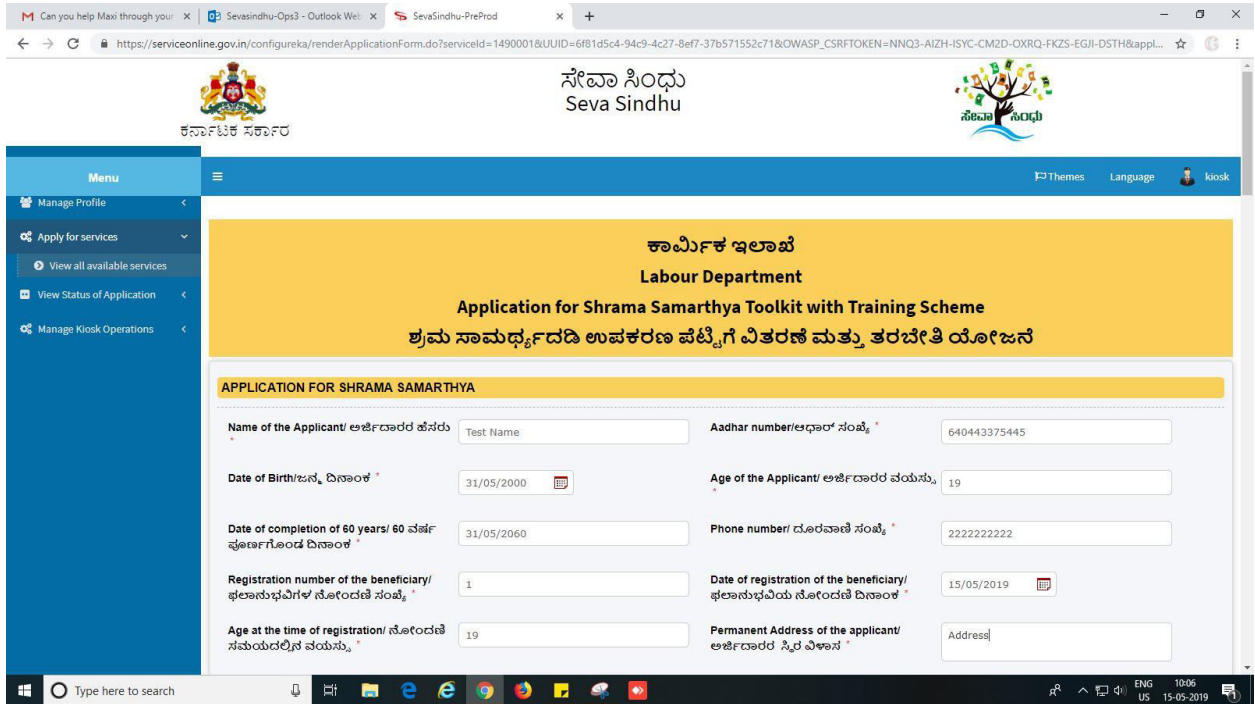 Can you help Maxi through your
Sevasindhu-Ops3 - Outlook Web
SevaSindhu-PreProd
https://serviceonline.gov.in/configureka/renderApplicationForm.do?serviceId=1490001&UUID=6f81d5c4-94c9-4c27-8ef7-37b571552c71&OWASP_CSRFTOKEN=NNQ3-AIZH-ISYC-CM2D-OXRQ-FKZS-EGJI-DSTH&appl...
ಕರ್ನಾಟಕ ಸರ್ಕಾರ
ಸೇವಾ ಸಿಂಧು
Seva Sindhu
ಸೇವಾ ಸಿಂಧು
Menu
Themes Language kiosk
Manage Profile
Apply for services
View all available services
View Status of Application
Manage Kiosk Operations
ಕಾರ್ಮಿಕ ಇಲಾಖೆ
Labour Department
Application for Shrama Samarthya Toolkit with Training Scheme
ಶ್ರಮ ಸಾಮರ್ಥ್ಯದಡಿ ಉಪಕರಣ ಪೆಟ್ಟಿಗೆ ವಿತರಣೆ ಮತ್ತು ತರಬೇತಿ ಯೋಜನೆ
APPLICATION FOR SHRAMA SAMARTHYA
Name of the Applicant/ ಅರ್ಜಿದಾರರ ಹೆಸರು *
Test Name
Aadhar number/ಆಧಾರ್ ಸಂಖ್ಯೆ *
640443375445
Date of Birth/ಜನ್ಮ ದಿನಾಂಕ *
31/05/2000
Age of the Applicant/ ಅರ್ಜಿದಾರರ ವಯಸ್ಸು *
19
Date of completion of 60 years/ 60 ವರ್ಷ
ಪೂರ್ಣಗೊಂಡ ದಿನಾಂಕ *
31/05/2060
Phone number/ ದೂರವಾಣಿ ಸಂಖ್ಯೆ *
2222222222
Registration number of the beneficiary/
ಫಲಾನುಭವಿಗಳ ನೋಂದಣಿ ಸಂಖ್ಯೆ *
1
Date of registration of the beneficiary/
ಫಲಾನುಭವಿಯ ನೋಂದಣಿ ದಿನಾಂಕ *
15/05/2019
Age at the time of registration/ ನೋಂದಣಿ
ಸಮಯದಲ್ಲಿನ ವಯಸ್ಸು *
19
Permanent Address of the applicant/
ಅರ್ಜಿದಾರರ ಸ್ಥಿರ ವಿಳಾಸ *
Address
Type here to search
ENG 10:06
US 15-05-2019